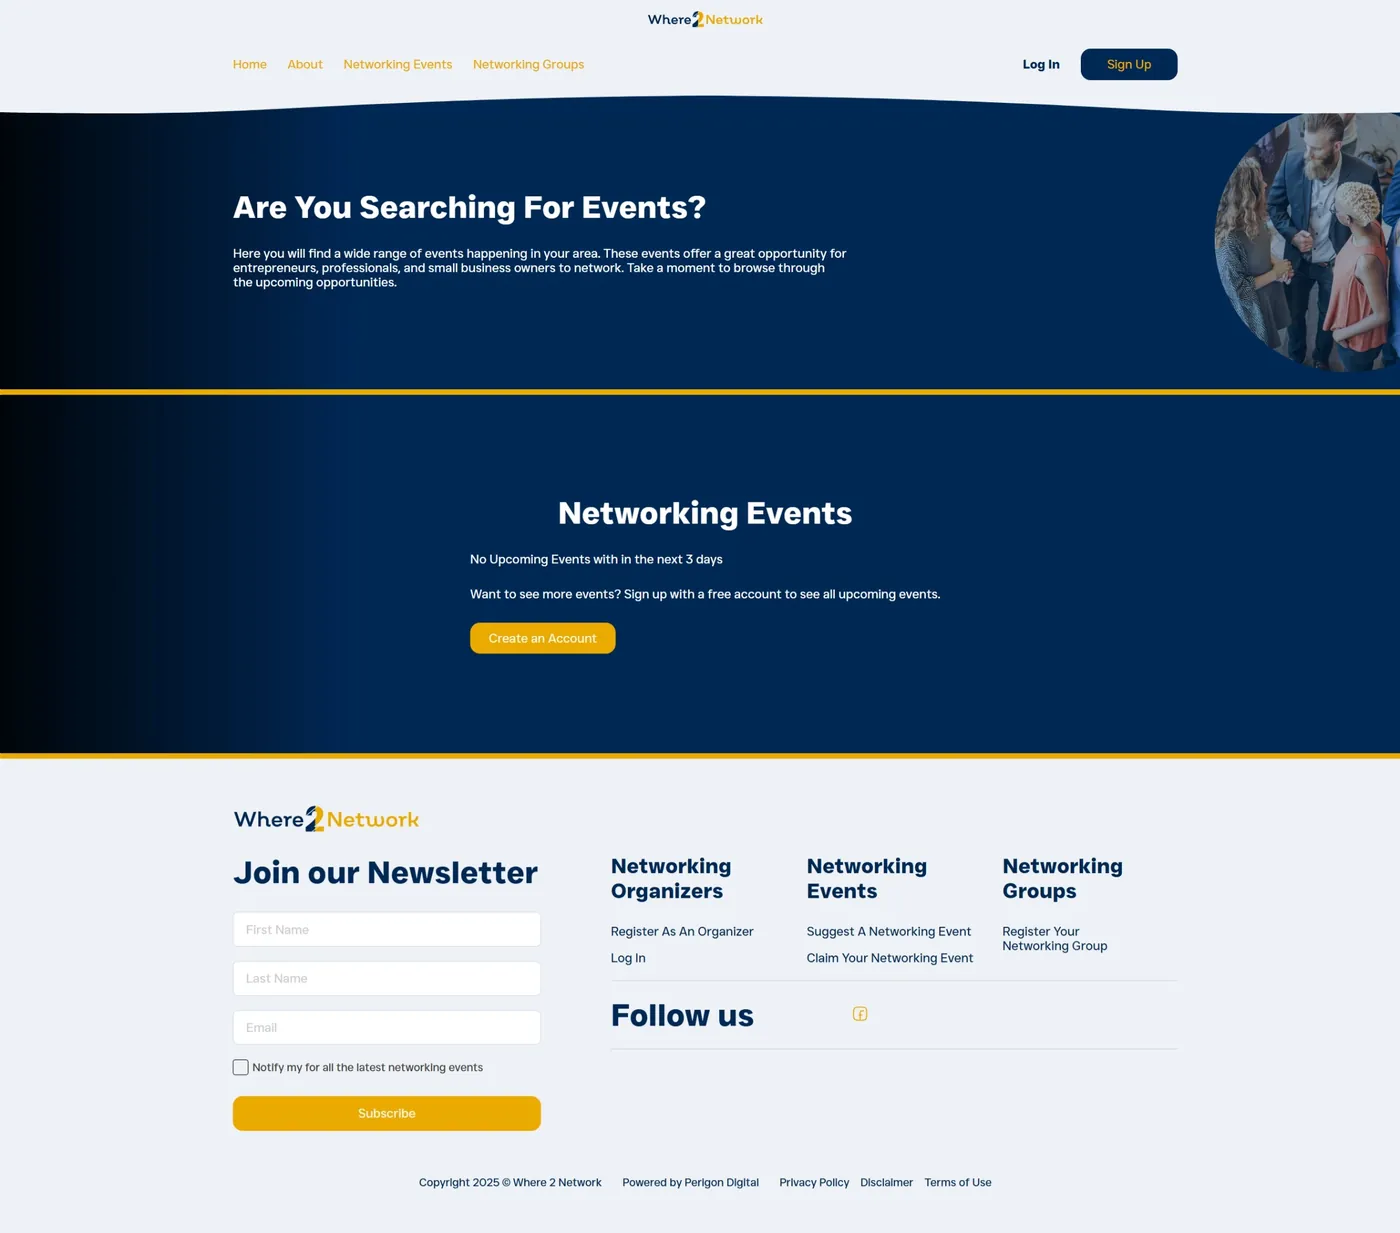 Where2Network
Home About Networking Events Networking Groups Log In Sign Up
Are You Searching For Events?
Here you will find a wide range of events happening in your area. These events offer a great opportunity for
entrepreneurs, professionals, and small business owners to network. Take a moment to browse through
the upcoming opportunities.
Networking Events
No Upcoming Events with in the next 3 days
Want to see more events? Sign up with a free account to see all upcoming events.
Create an Account
Where2Network
Join our Newsletter
First Name
Last Name
Email
Notify my for all the latest networking events
Subscribe
Networking
Organizers
Register As An Organizer
Log In
Networking
Events
Suggest A Networking Event
Claim Your Networking Event
Networking
Groups
Register Your
Networking Group
Follow us
Copyright 2025 © Where 2 Network Powered by Perigon Digital Privacy Policy Disclaimer Terms of Use